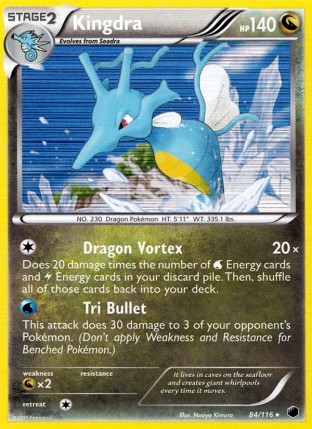 STAGE2 Kingdra HP140
Evolves from Seadra
NO. 230 Dragon Pokémon HT: 5'11" WT: 335.1 lbs.
Dragon Vortex 20×
Does 20 damage times the number of Energy cards
and Energy cards in your discard pile. Then, shuffle
all of those cards back into your deck.
Tri Bullet
This attack does 30 damage to 3 of your opponent's
Pokémon. (Don't apply Weakness and Resistance for
Benched Pokémon.)
weakness resistance
×2
retreat
It lives in caves on the seafloor
and creates giant whirlpools
every time it moves.
Illus. Naoyo Kimura 84/116